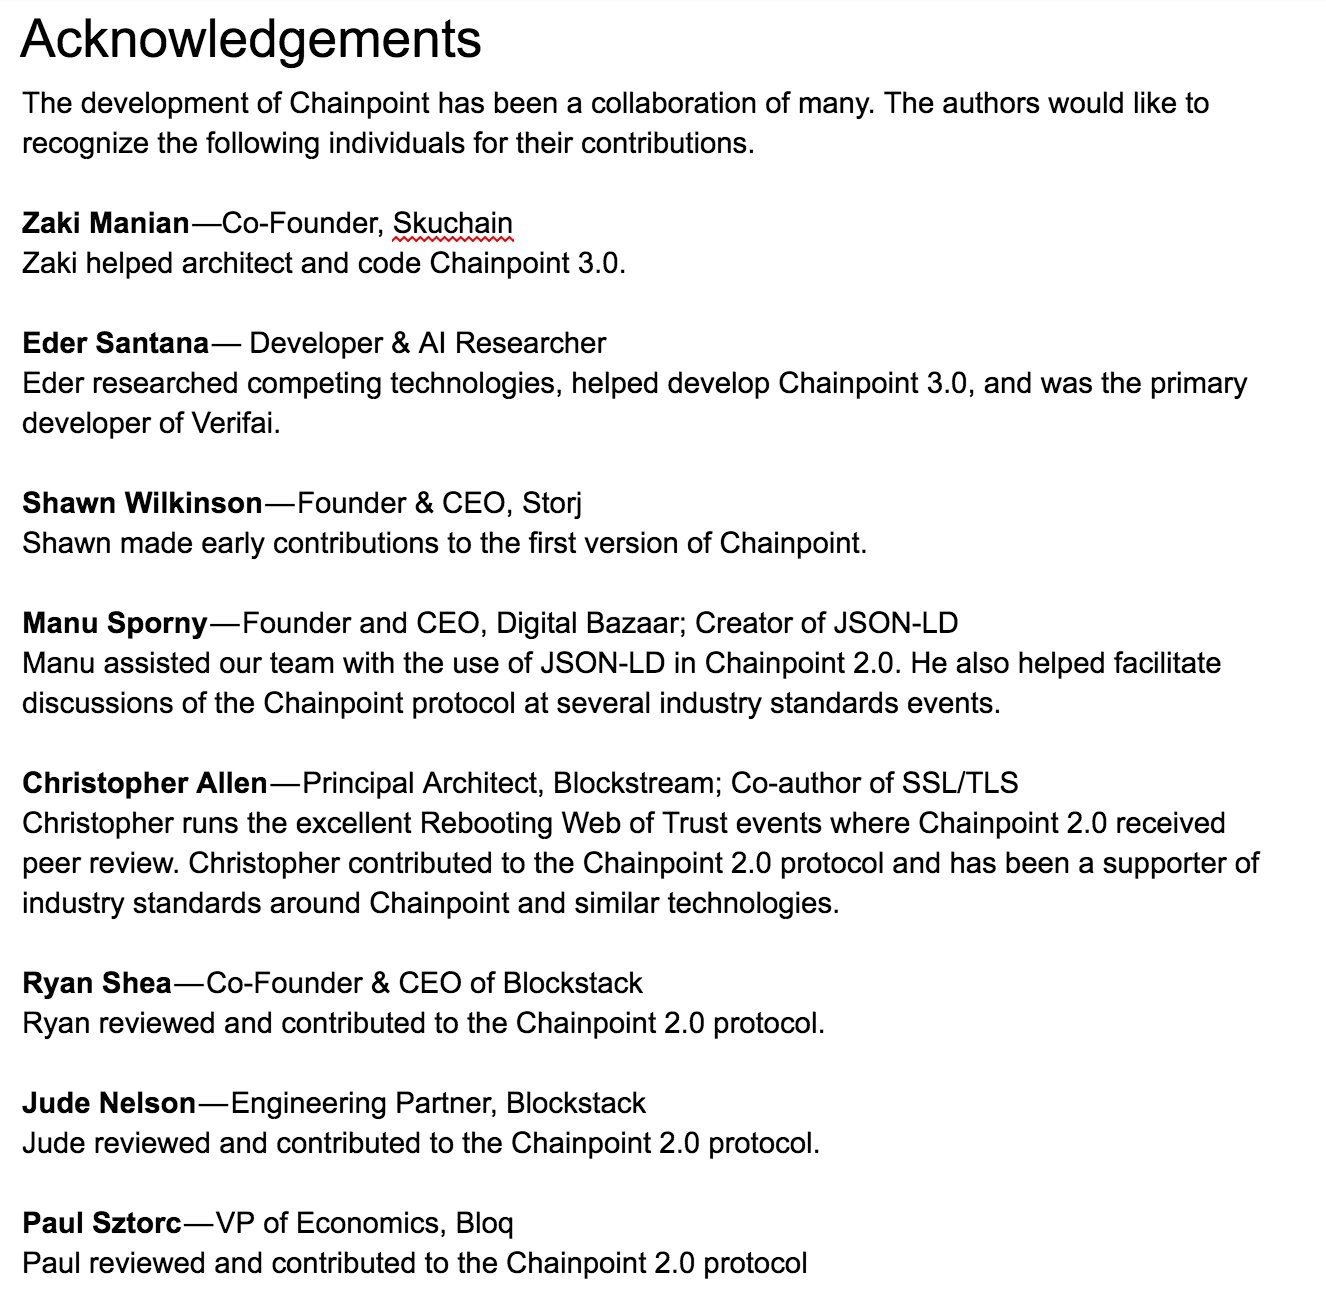 Acknowledgements
The development of Chainpoint has been a collaboration of many. The authors would like to
recognize the following individuals for their contributions.
Zaki Manian—Co-Founder, Skuchain
Zaki helped architect and code Chainpoint 3.0.
Eder Santana— Developer & AI Researcher
Eder researched competing technologies, helped develop Chainpoint 3.0, and was the primary
developer of Verifai.
Shawn Wilkinson—Founder & CEO, Storj
Shawn made early contributions to the first version of Chainpoint.
Manu Sporny—Founder and CEO, Digital Bazaar; Creator of JSON-LD
Manu assisted our team with the use of JSON-LD in Chainpoint 2.0. He also helped facilitate
discussions of the Chainpoint protocol at several industry standards events.
Christopher Allen—Principal Architect, Blockstream; Co-author of SSL/TLS
Christopher runs the excellent Rebooting Web of Trust events where Chainpoint 2.0 received
peer review. Christopher contributed to the Chainpoint 2.0 protocol and has been a supporter of
industry standards around Chainpoint and similar technologies.
Ryan Shea—Co-Founder & CEO of Blockstack
Ryan reviewed and contributed to the Chainpoint 2.0 protocol.
Jude Nelson—Engineering Partner, Blockstack
Jude reviewed and contributed to the Chainpoint 2.0 protocol.
Paul Sztorc—VP of Economics, Bloq
Paul reviewed and contributed to the Chainpoint 2.0 protocol